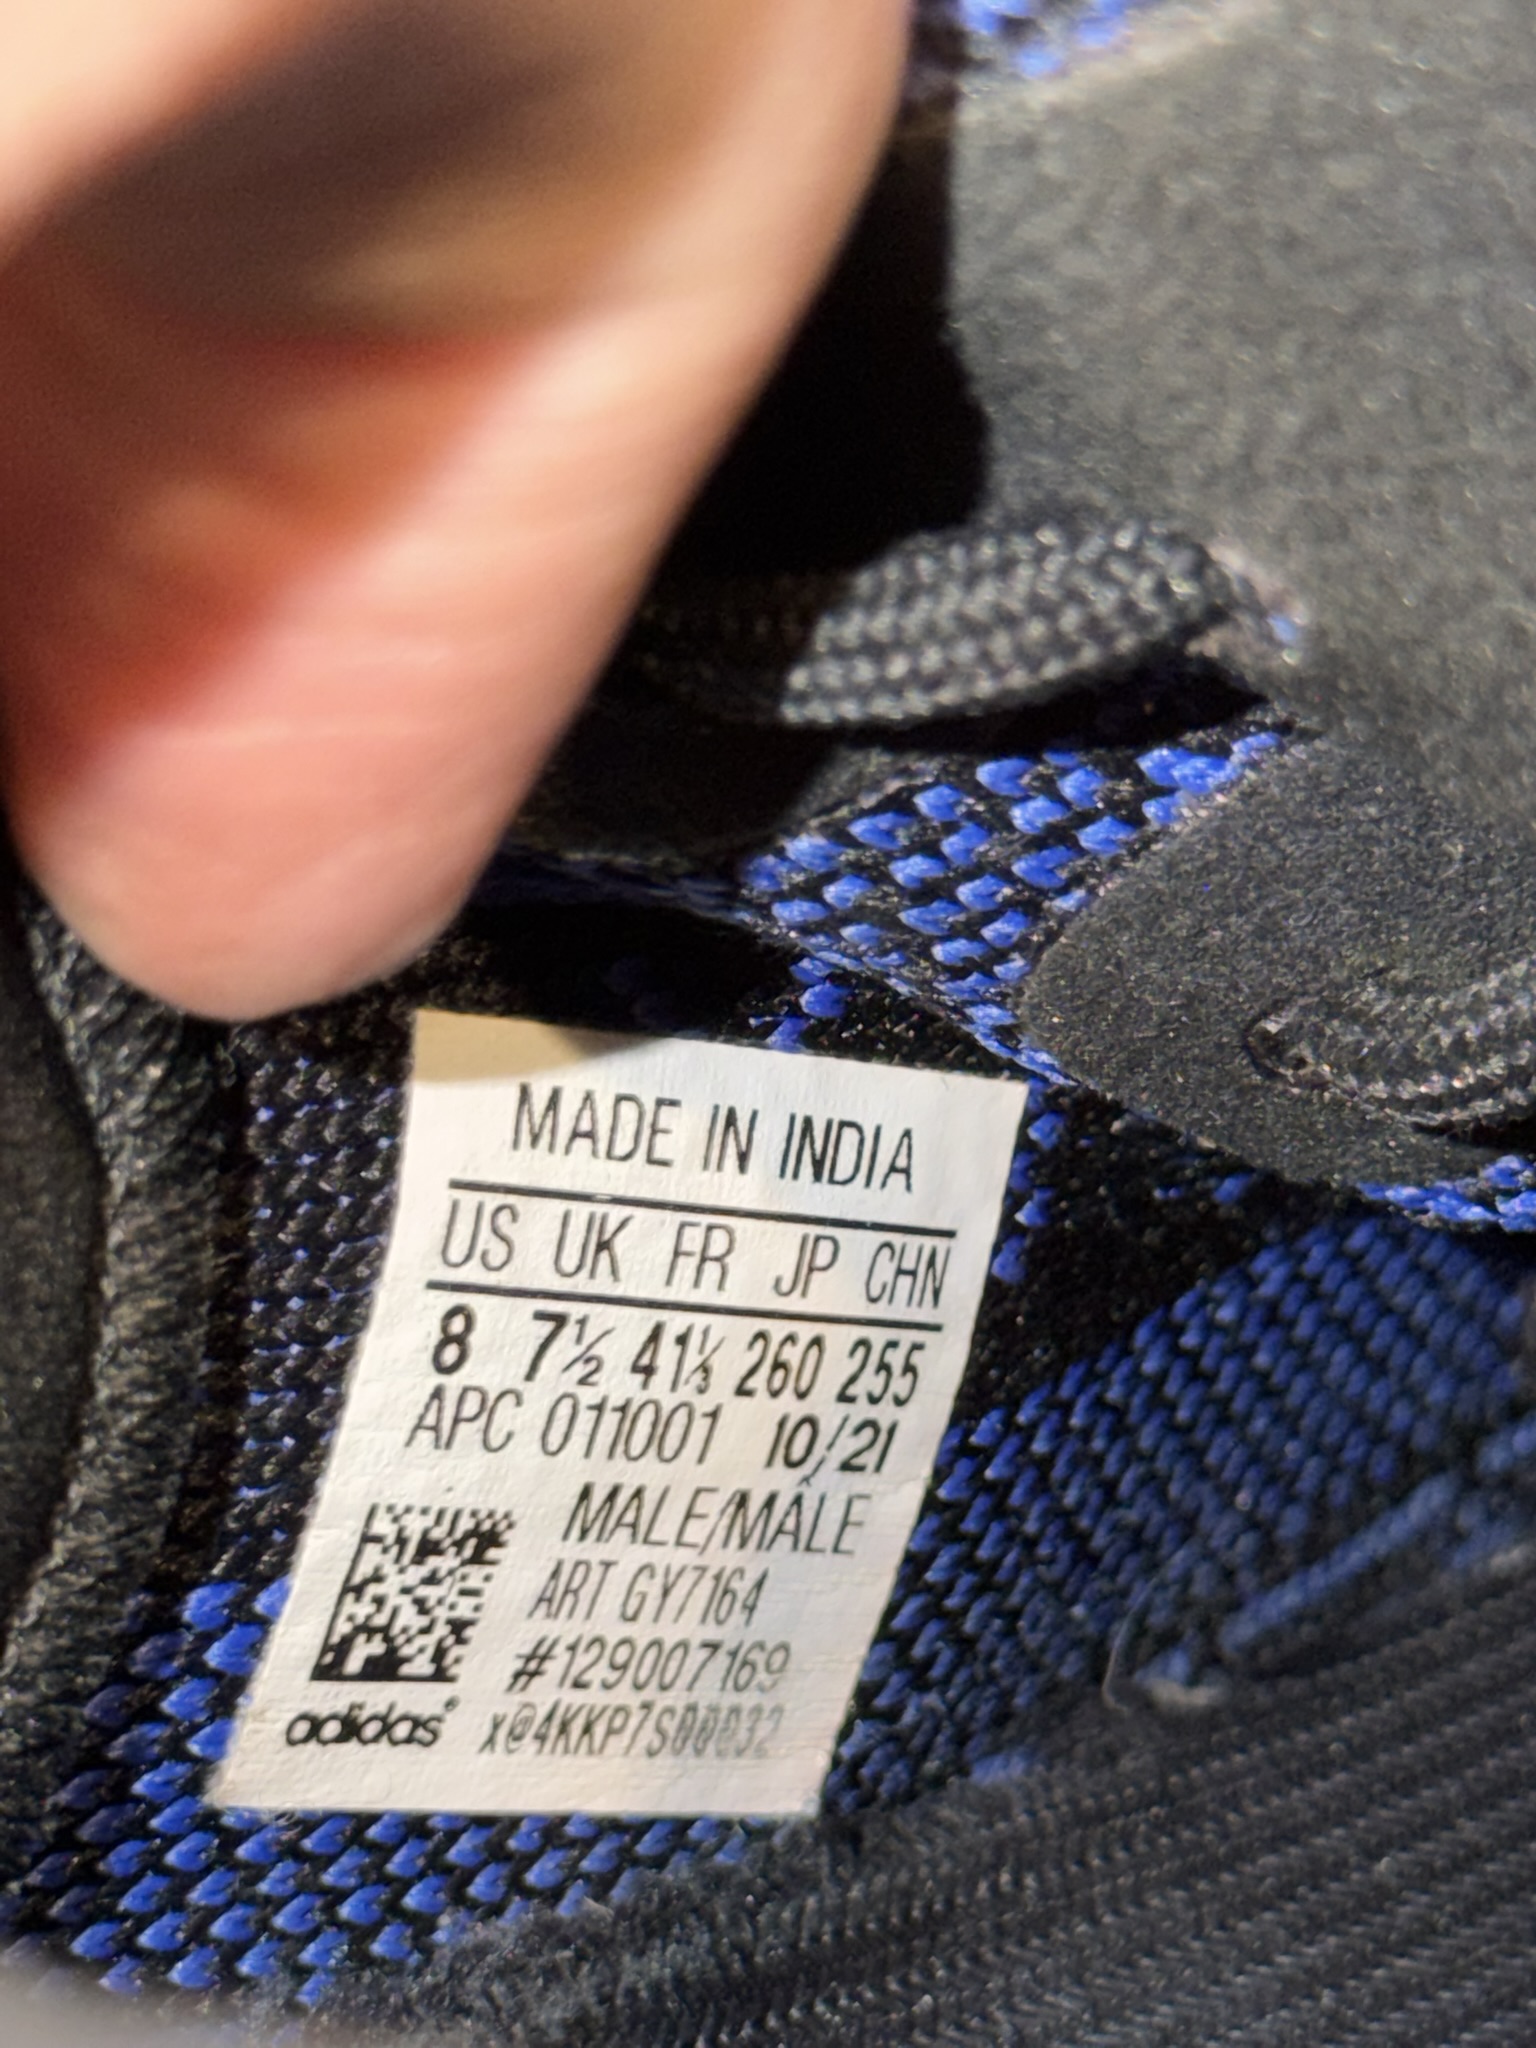 MADE IN INDIA
US UK FR JP CHN
8 7½ 41⅓ 260 255
APC 011001 10/21
MALE/MÂLE
ART GY7164
#129007169
adidas® x@4KKP7S00032